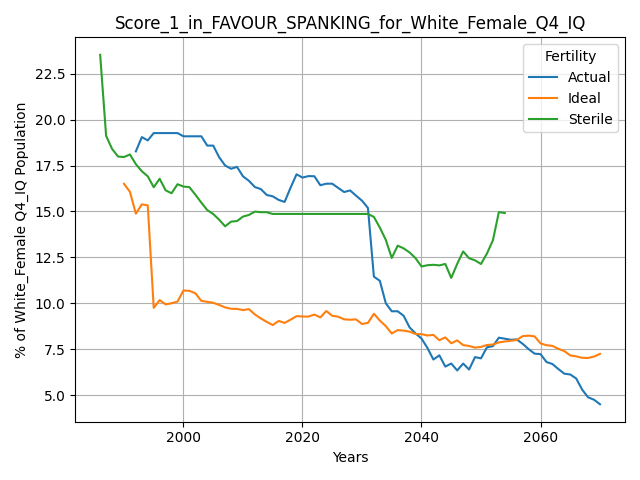 Score_1_in_FAVOUR_SPANKING_for_White_Female_Q4_IQ
% of White_Female Q4_IQ Population
22.5
20.0
17.5
15.0
12.5
10.0
7.5
5.0
Fertility
Actual
Ideal
Sterile
2000
2020
2040
2060
Years